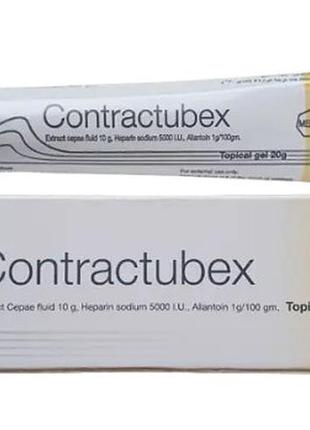 Contractubex
Extract cepae fluid 10 g, Heparin sodium 5000 I.U., Allantoin 1g/100gm.
Topical gel 20g
For external use only.
Contractubex
Cepae fluid 10 g, Heparin sodium 5000 I.U., Allantoin 1g/100 gm.